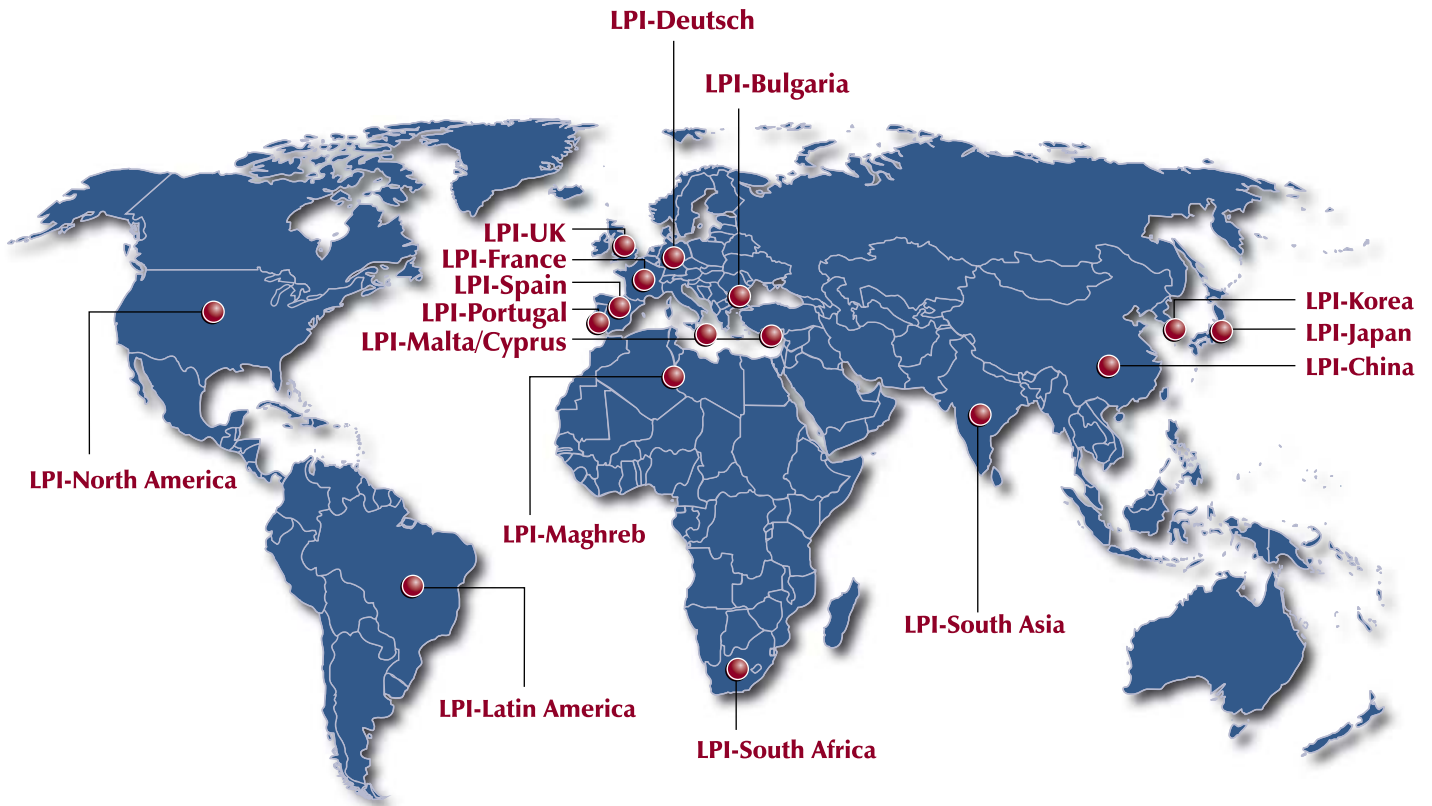 LPI-Deutsch
LPI-Bulgaria
LPI-UK
LPI-France
LPI-Spain
LPI-Portugal
LPI-Malta/Cyprus
LPI-Korea
LPI-Japan
LPI-China
LPI-North America
LPI-Maghreb
LPI-South Asia
LPI-Latin America
LPI-South Africa